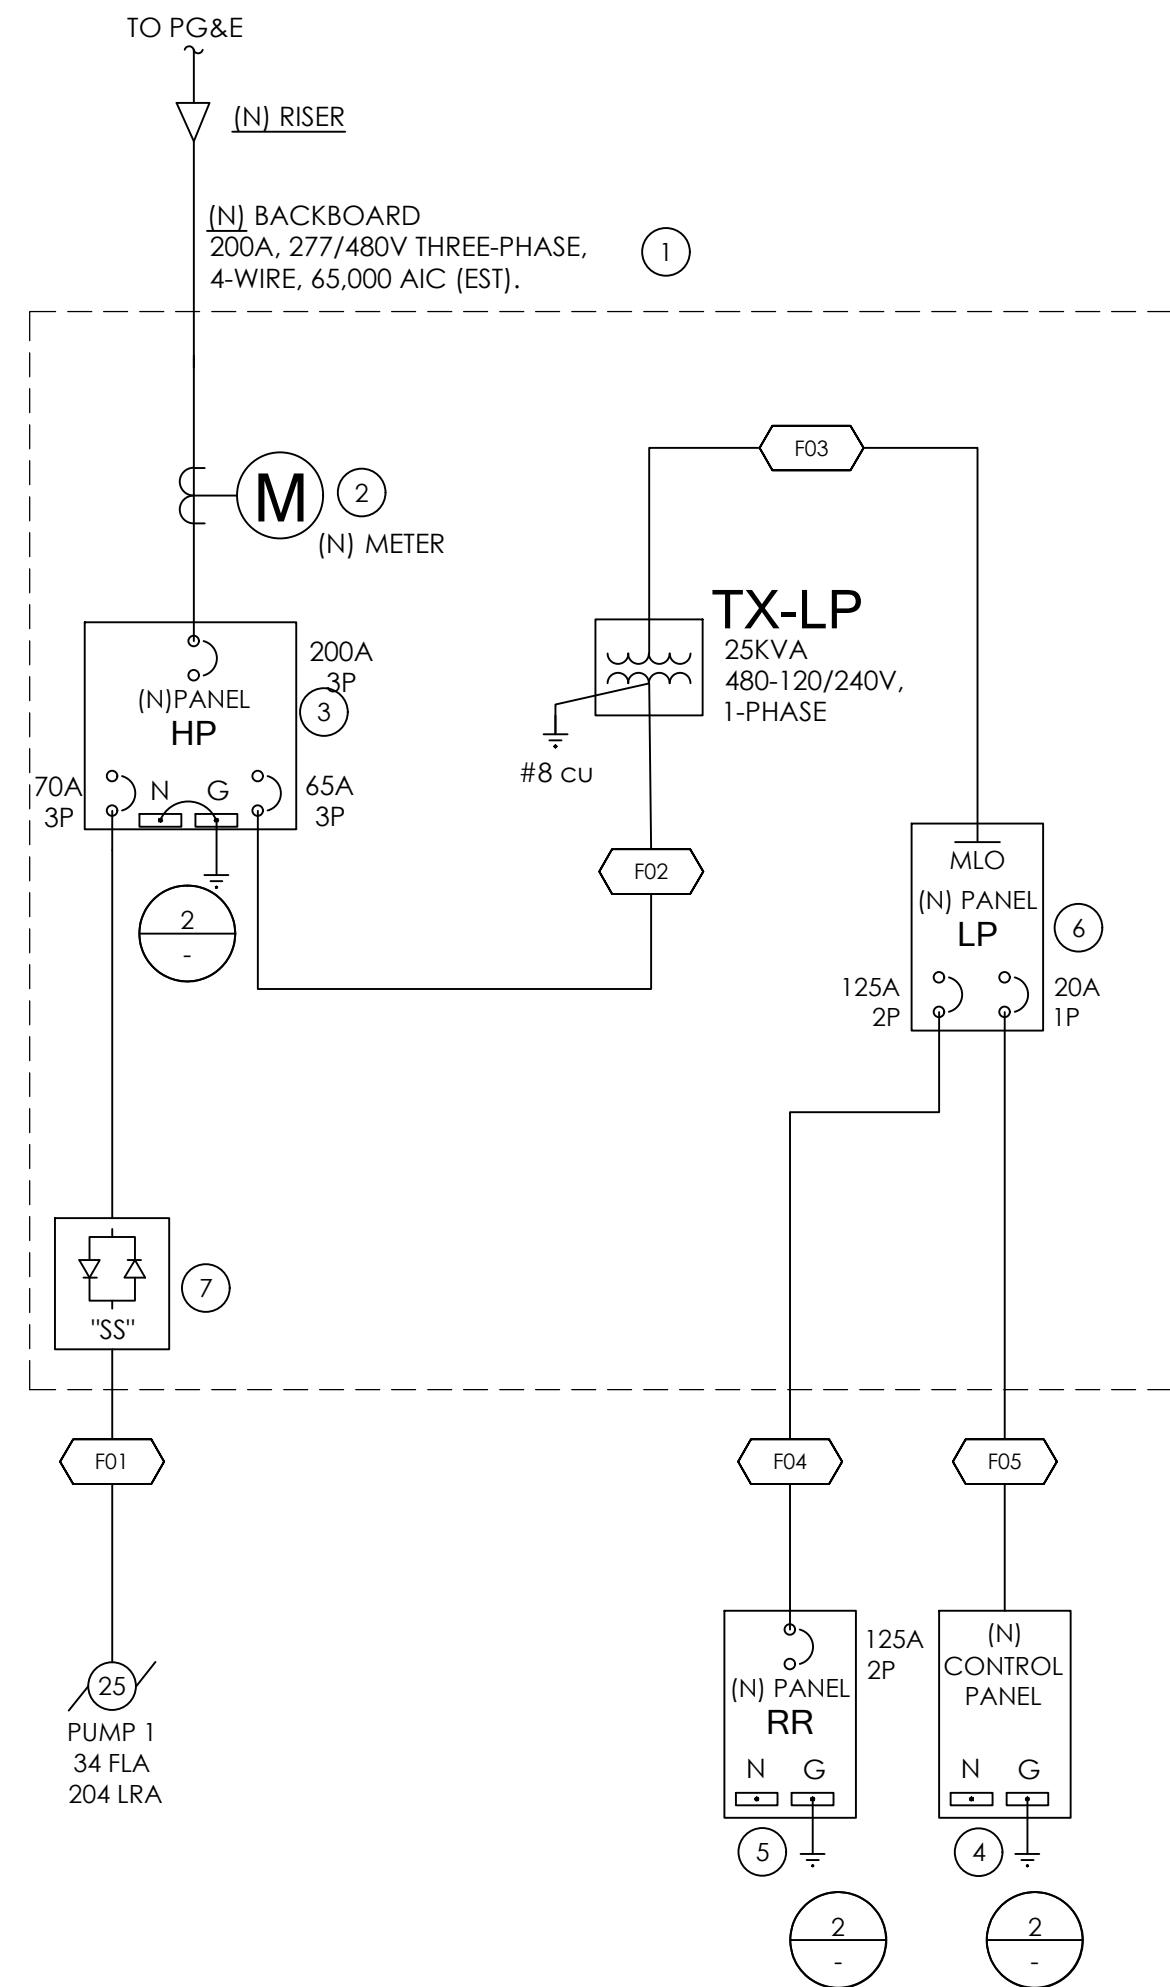 TO PG&E
(N) RISER
(N) BACKBOARD
200A, 277/480V THREE-PHASE,
4-WIRE, 65,000 AIC (EST).
1
F03
M
2
(N) METER
TX-LP
25KVA
480-120/240V,
1-PHASE
#8 CU
200A
3P
(N)PANEL
HP
3
70A
3P
N
G
65A
3P
F02
2
-
MLO
(N) PANEL
LP
6
125A
2P
20A
1P
"SS"
7
F01
F04
F05
25
PUMP 1
34 FLA
204 LRA
125A
2P
(N) PANEL
RR
N
G
5
(N)
CONTROL
PANEL
N
G
4
2
-
2
-